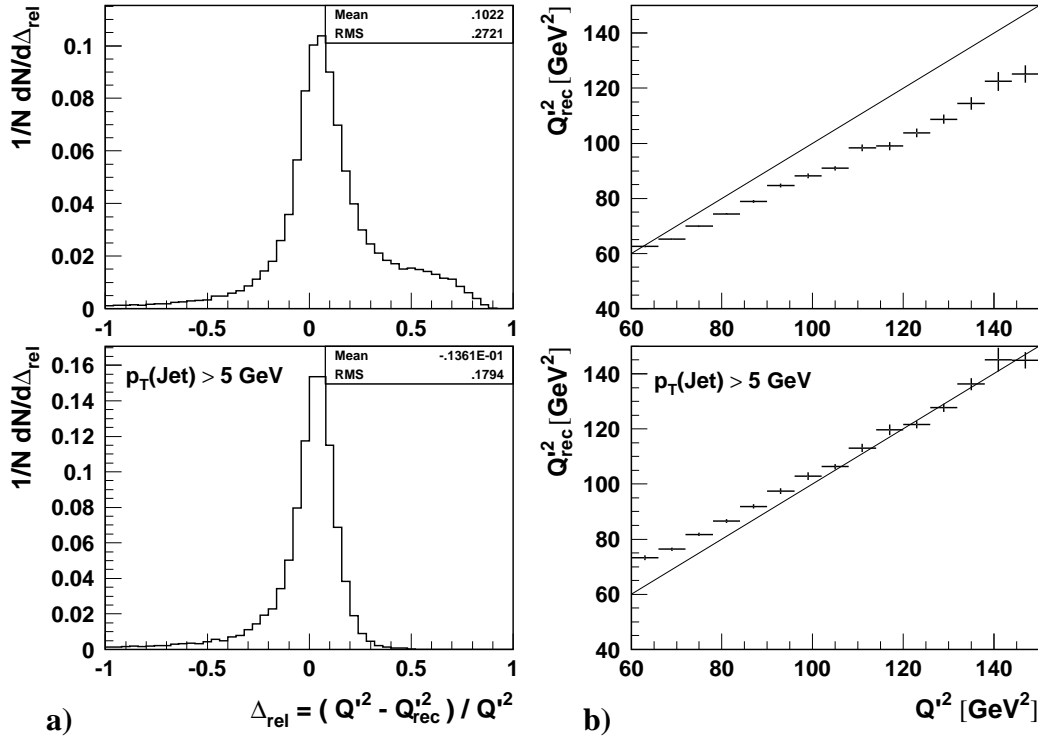 1/N dN/dΔrel
0.1
0.08
0.06
0.04
0.02
0
Mean .1022
RMS .2721
-1 -0.5 0 0.5 1
Q'²rec [GeV²]
140
120
100
80
60
40
60 80 100 120 140
1/N dN/dΔrel
0.16
0.14
0.12
0.1
0.08
0.06
0.04
0.02
0
pT(Jet) > 5 GeV
Mean -.1361E-01
RMS .1794
-1 -0.5 0 0.5 1
Q'²rec [GeV²]
140
120
100
80
60
40
pT(Jet) > 5 GeV
60 80 100 120 140
a) Δrel = ( Q'² - Q'²rec ) / Q'²
b) Q'² [GeV²]